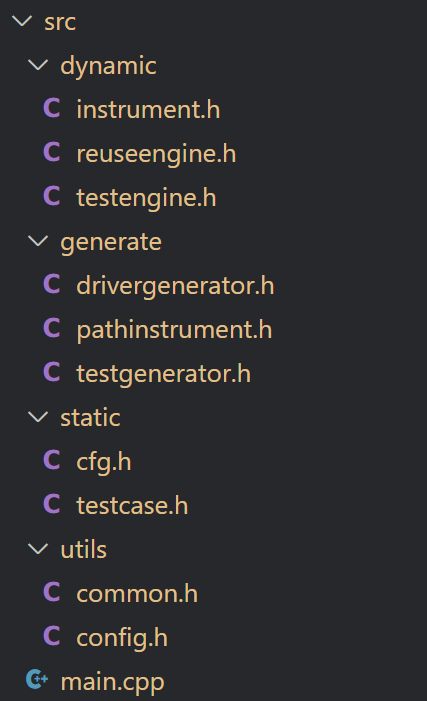 src
dynamic
C instrument.h
C reuseengine.h
C testengine.h
generate
C drivergenerator.h
C pathinstrument.h
C testgenerator.h
static
C cfg.h
C testcase.h
utils
C common.h
C config.h
C++ main.cpp